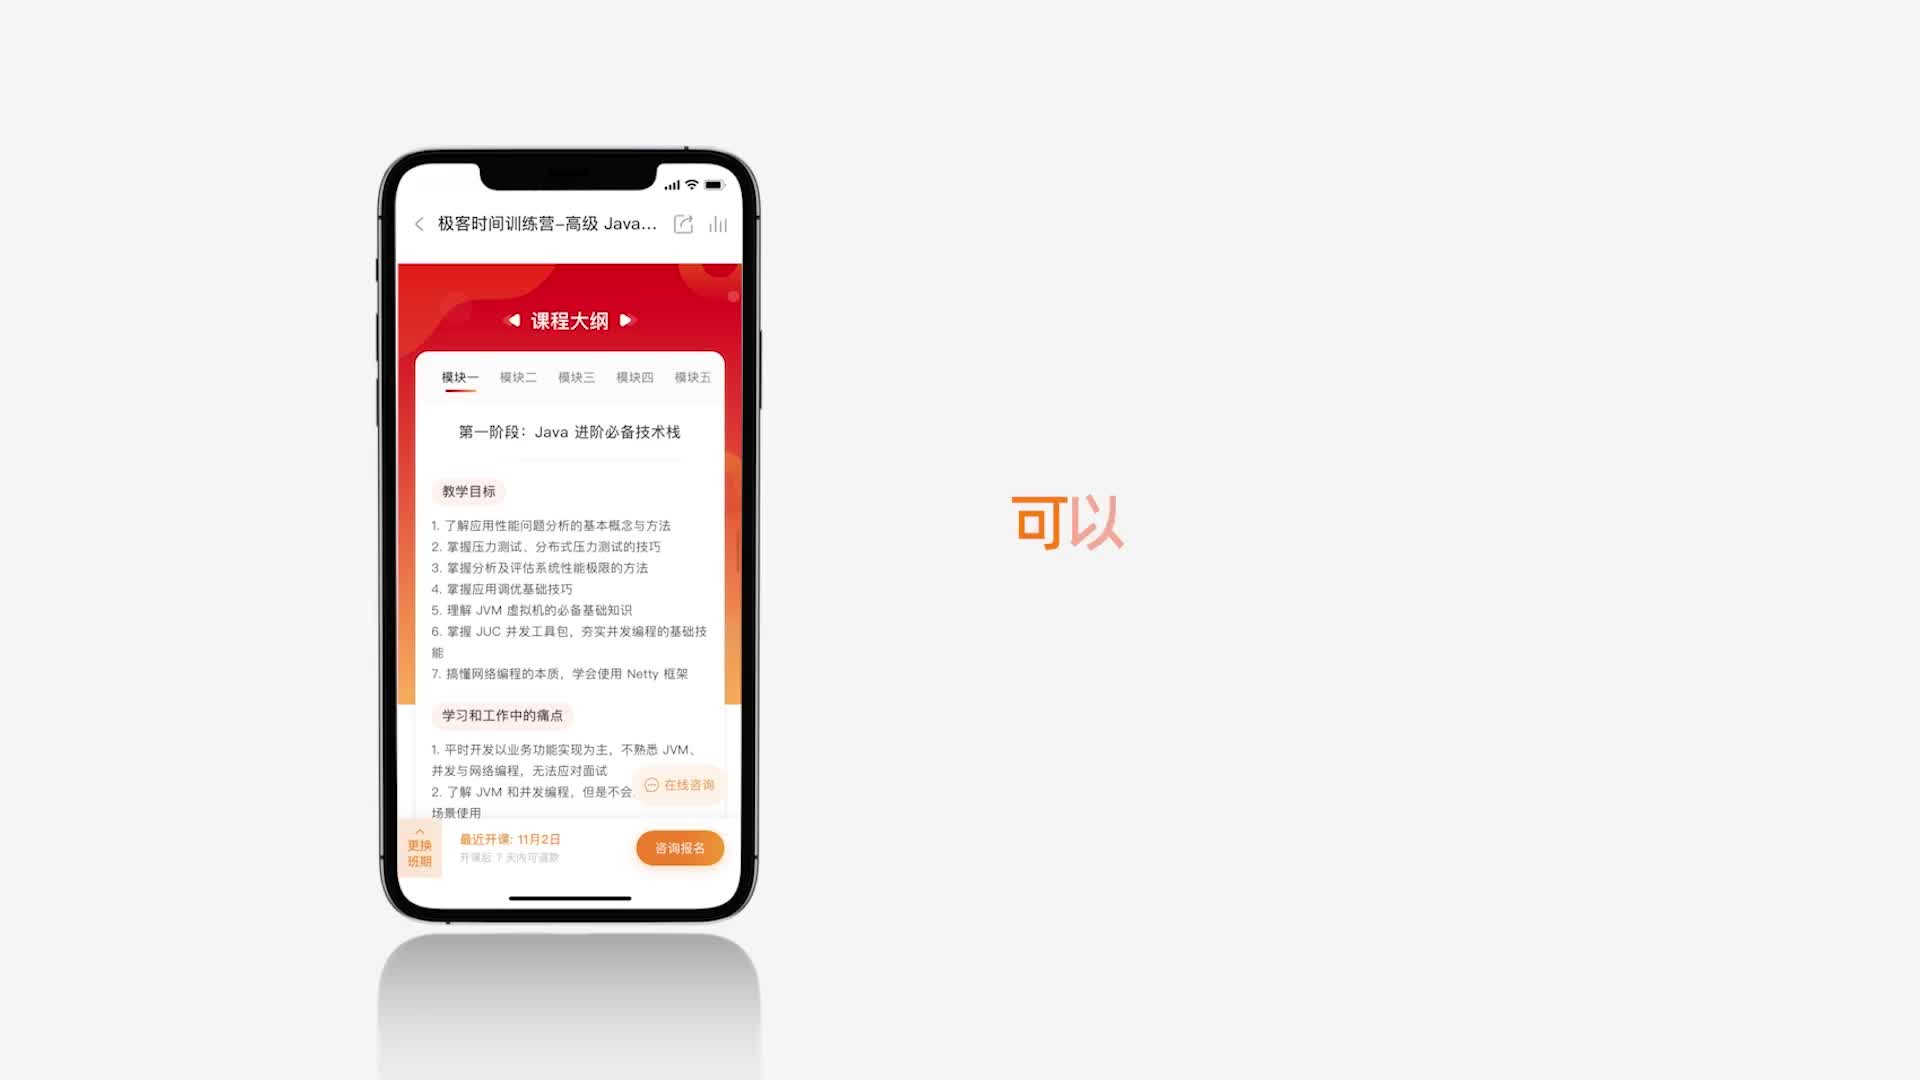 极客时间训练营-高级 Java...
课程大纲
模块一 模块二 模块三 模块四 模块五
第一阶段：Java 进阶必备技术栈
教学目标
1. 了解应用性能问题分析的基本概念与方法
2. 掌握压力测试、分布式压力测试的技巧
3. 掌握分析及评估系统性能极限的方法
4. 掌握应用调优基础技巧
5. 理解 JVM 虚拟机的必备基础知识
6. 掌握 JUC 并发工具包，夯实并发编程的基础技
能
7. 搞懂网络编程的本质，学会使用 Netty 框架
学习和工作中的痛点
1. 平时开发以业务功能实现为主，不熟悉 JVM、
并发与网络编程，无法应对面试
2. 了解 JVM 和并发编程，但是不会
场景使用
在线咨询
更换
班期
最近开课: 11月2日
开课后 7 天内可退款
咨询报名
可以